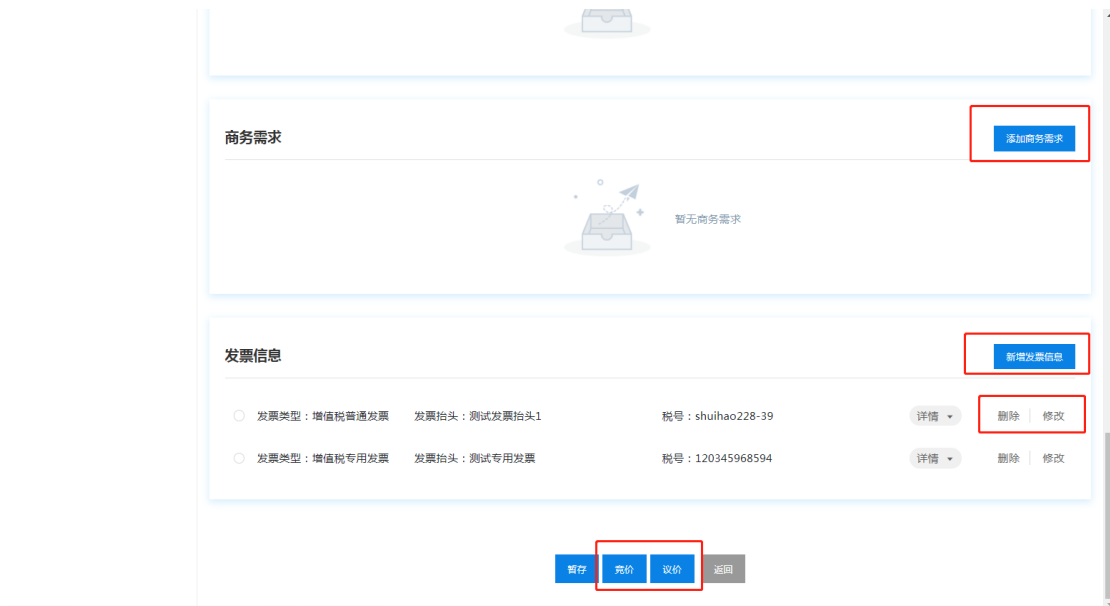 商务需求
添加商务需求
暂无商务需求
发票信息
新增发票信息
发票类型：增值税普通发票 发票抬头：测试发票抬头1 税号：shuihao228-39 详情 删除 修改
发票类型：增值税专用发票 发票抬头：测试专用发票 税号：120345968594 详情 删除 修改
暂存 竞价 议价 返回